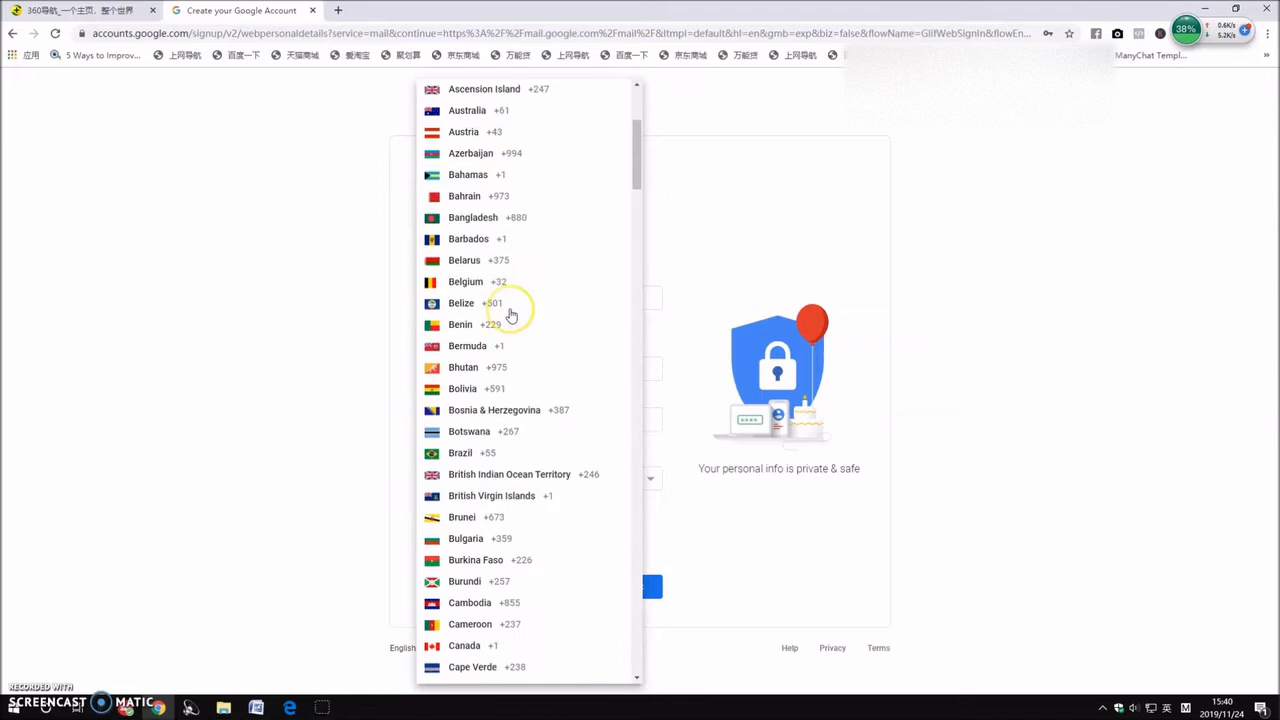 360导航_一个主页，整个世界
Create your Google Account
accounts.google.com/signup/v2/webpersonaldetails?service=mail&continue=https%3A%2F%2Fmail.google.com%2Fmail%2F&ltmpl=default&hl=en&gmb=exp&biz=false&flowName=GlifWebSignIn&flowEn...
38%
0.6K/s
5.2K/s
应用
5 Ways to Improv...
上网导航
百度一下
天猫商城
爱淘宝
聚划算
京东商城
万能贷
上网导航
百度一下
京东商城
万能贷
上网导航
ManyChat Templ...
»
Ascension Island +247
Australia +61
Austria +43
Azerbaijan +994
Bahamas +1
Bahrain +973
Bangladesh +880
Barbados +1
Belarus +375
Belgium +32
Belize +501
Benin +229
Bermuda +1
Bhutan +975
Bolivia +591
Bosnia & Herzegovina +387
Botswana +267
Brazil +55
British Indian Ocean Territory +246
British Virgin Islands +1
Brunei +673
Bulgaria +359
Burkina Faso +226
Burundi +257
Cambodia +855
Cameroon +237
Canada +1
Cape Verde +238
Your personal info is private & safe
English
Help
Privacy
Terms
RECORDED WITH
SCREENCAST MATIC
英
M
15:40
2019/11/24